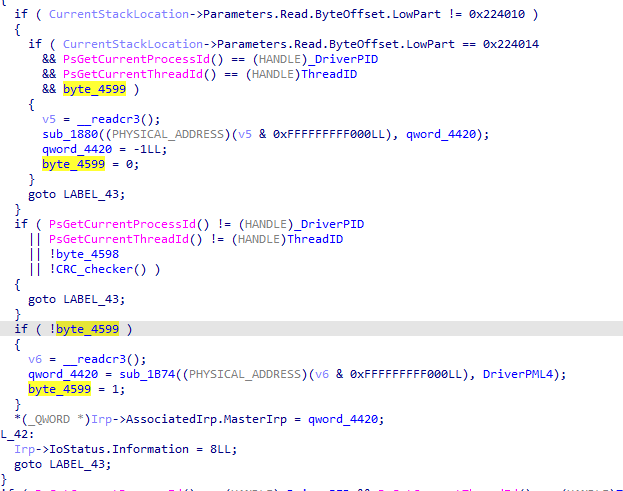 {
if ( CurrentStackLocation->Parameters.Read.ByteOffset.LowPart != 0x224010 )
{
if ( CurrentStackLocation->Parameters.Read.ByteOffset.LowPart == 0x224014
&& PsGetCurrentProcessId() == (HANDLE)_DriverPID
&& PsGetCurrentThreadId() == (HANDLE)ThreadID
&& byte_4599 )
{
v5 = __readcr3();
sub_1880((PHYSICAL_ADDRESS)(v5 & 0xFFFFFFFFF000LL), qword_4420);
qword_4420 = -1LL;
byte_4599 = 0;
}
goto LABEL_43;
}
if ( PsGetCurrentProcessId() != (HANDLE)_DriverPID
|| PsGetCurrentThreadId() != (HANDLE)ThreadID
|| !byte_4598
|| !CRC_checker() )
{
goto LABEL_43;
}
if ( !byte_4599 )
{
v6 = __readcr3();
qword_4420 = sub_1B74((PHYSICAL_ADDRESS)(v6 & 0xFFFFFFFFF000LL), DriverPML4);
byte_4599 = 1;
}
*(_QWORD *)Irp->AssociatedIrp.MasterIrp = qword_4420;
L_42:
Irp->IoStatus.Information = 8LL;
goto LABEL_43;
}